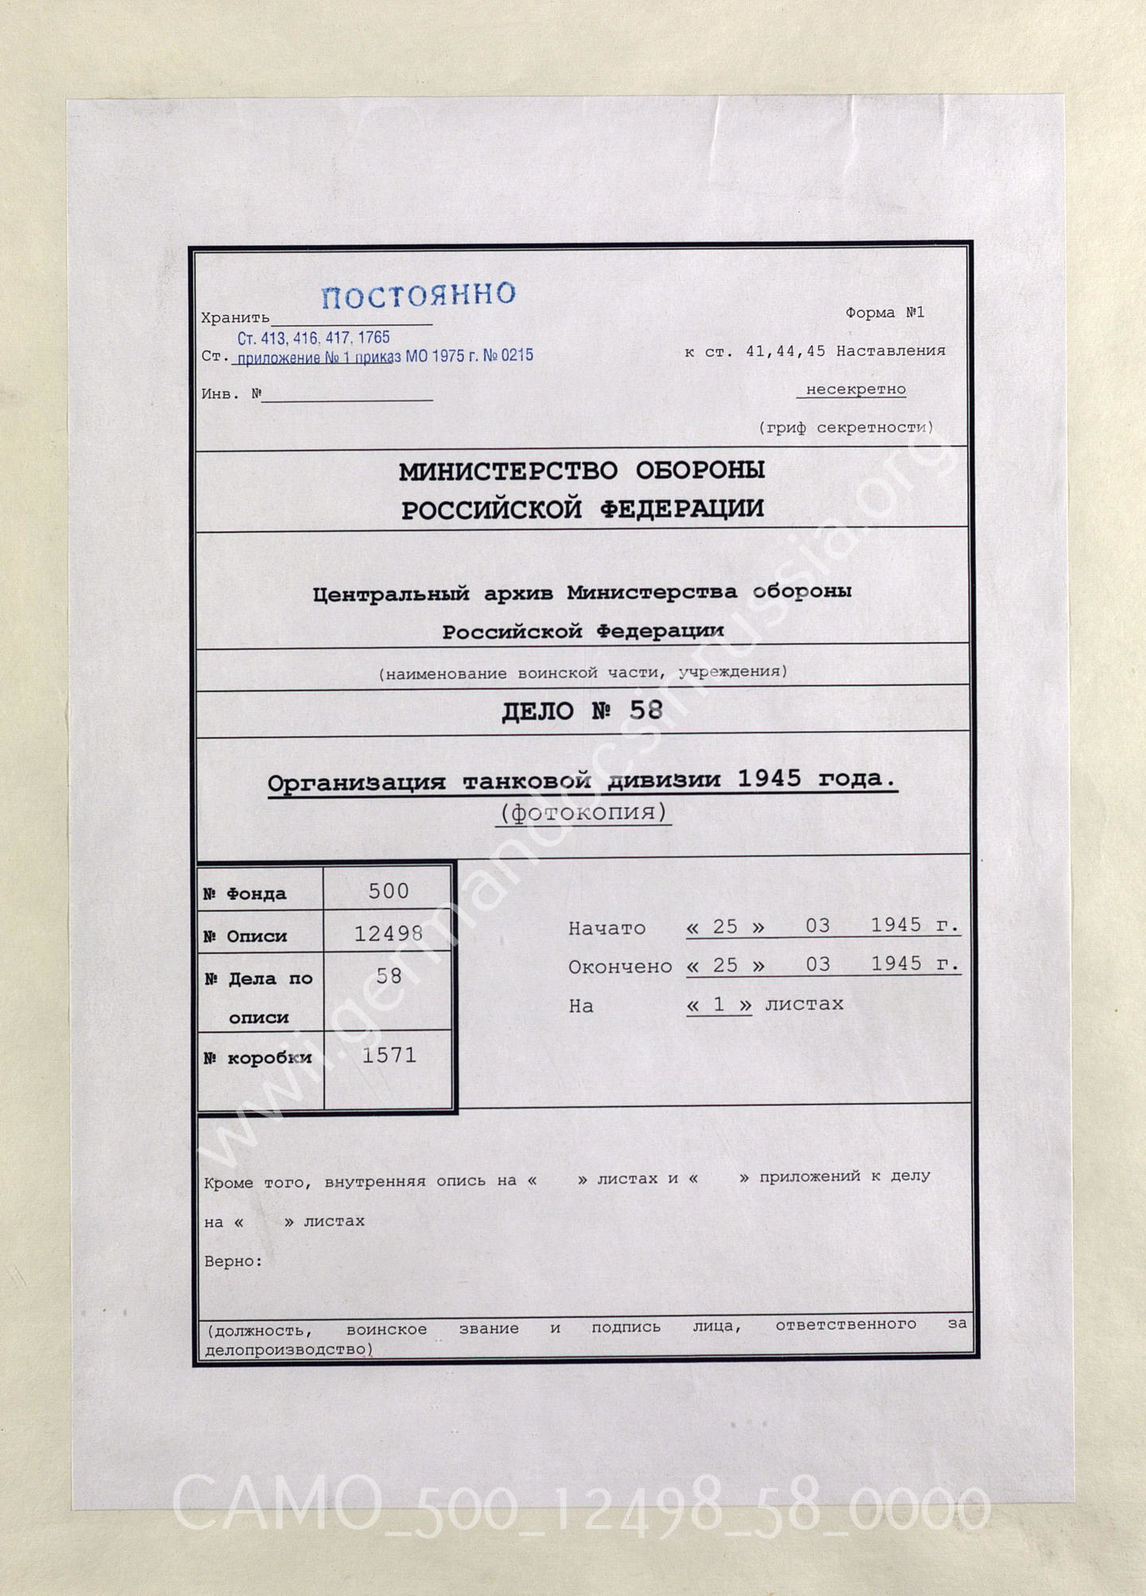 ПОСТОЯННО
Хранить
Форма №1
Ст. 413, 416, 417, 1765
Ст. приложение № 1 приказ МО 1975 г. № 0215
к ст. 41,44,45 Наставления
Инв. №
несекретно
(гриф секретности)
МИНИСТЕРСТВО ОБОРОНЫ
РОССИЙСКОЙ ФЕДЕРАЦИИ
Центральный архив Министерства обороны
Российской Федерации
(наименование воинской части, учреждения)
ДЕЛО № 58
Организация танковой дивизии 1945 года.
(фотокопия)
№ Фонда 500
№ Описи 12498
№ Дела по 58
описи
№ коробки 1571
Начато « 25 » 03 1945 г.
Окончено « 25 » 03 1945 г.
На « 1 » листах
Кроме того, внутренняя опись на « » листах и « » приложений к делу
на « » листах
Верно:
(должность, воинское звание и подпись лица, ответственного за
делопроизводство)
wwii.germandocsinrussia.org
CAMO_500_12498_58_0000